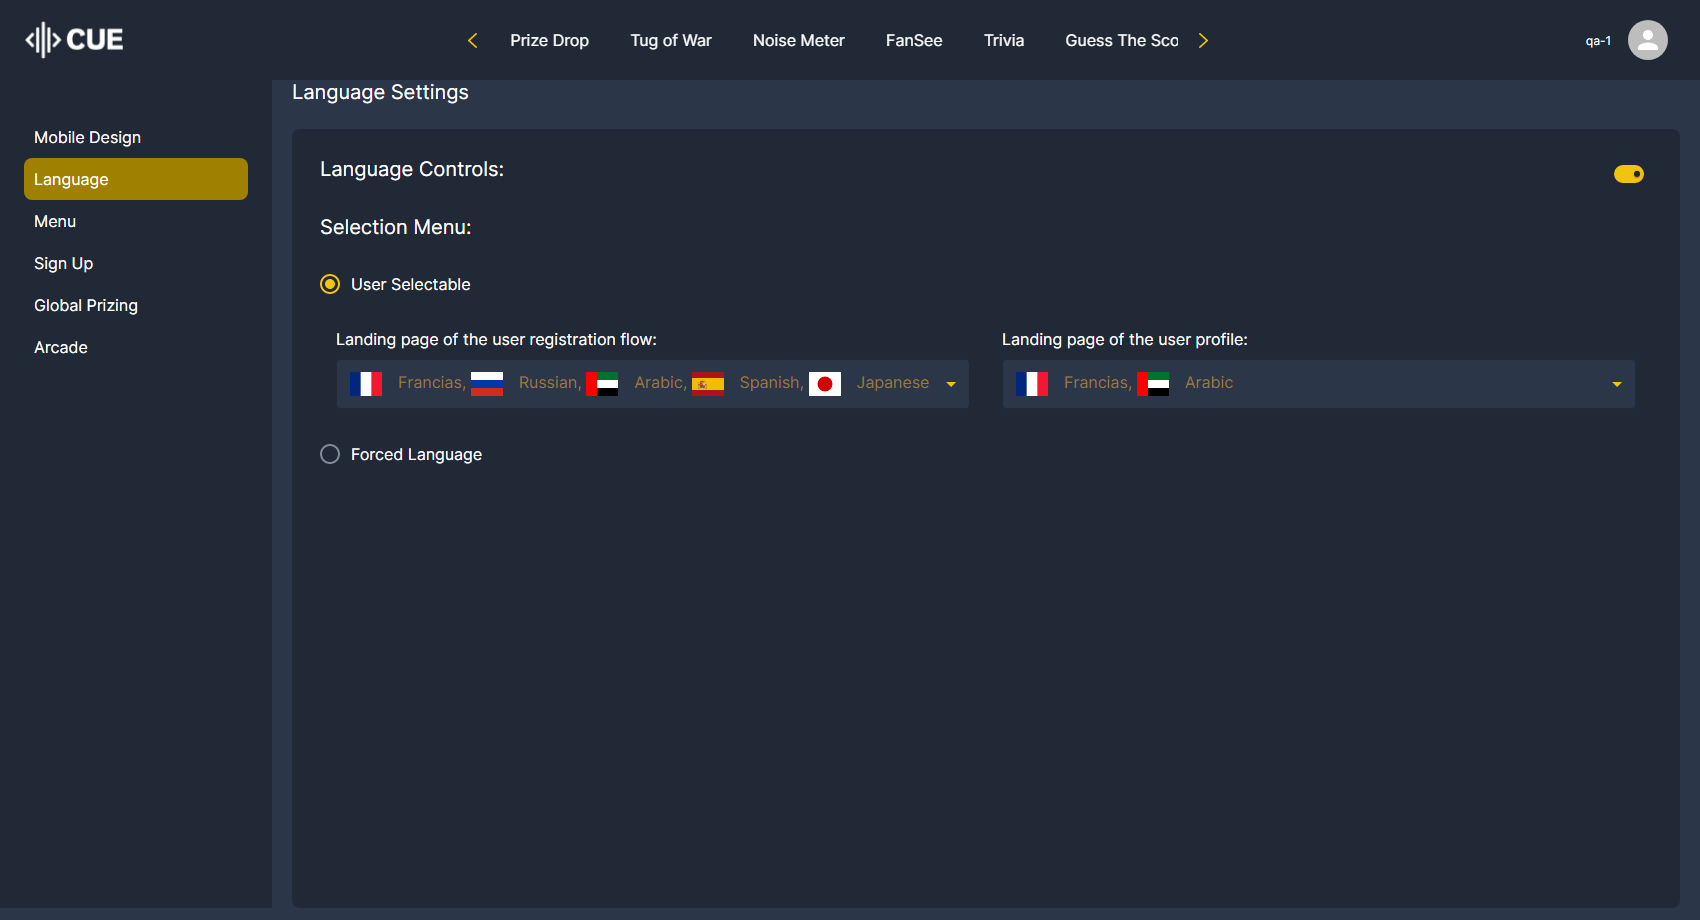 CUE
Prize Drop
Tug of War
Noise Meter
FanSee
Trivia
Guess The Sco
qa-1
Mobile Design
Language
Menu
Sign Up
Global Prizing
Arcade
Language Settings
Language Controls:
Selection Menu:
User Selectable
Landing page of the user registration flow:
Francias, Russian, Arabic, Spanish, Japanese
Landing page of the user profile:
Francias, Arabic
Forced Language